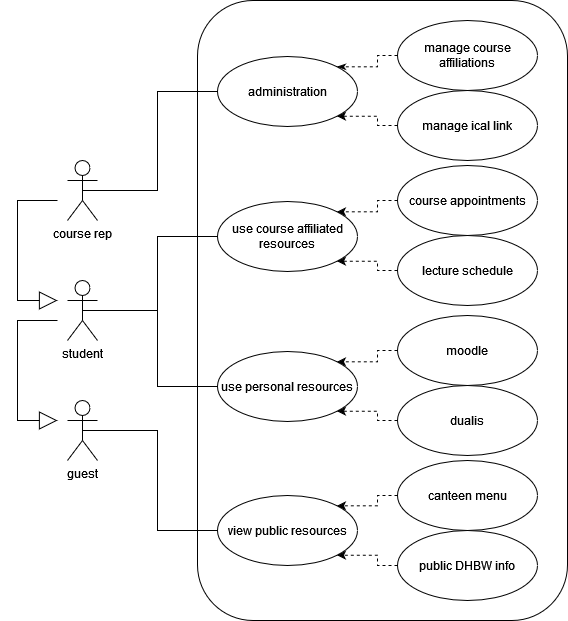 manage course
affiliations
administration
manage ical link
course rep
course appointments
use course affiliated
resources
lecture schedule
student
moodle
use personal resources
dualis
guest
canteen menu
view public resources
public DHBW info